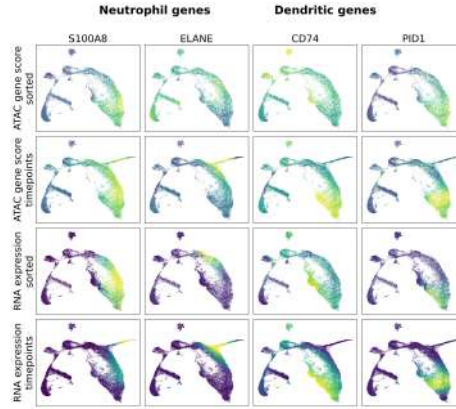 Neutrophil genes Dendritic genes
S100A8 ELANE CD74 PID1
ATAC gene score
sorted
ATAC gene score
timepoints
RNA expression
sorted
RNA expression
timepoints